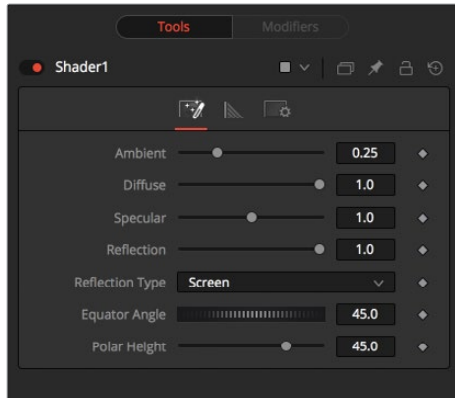 Tools Modifiers
Shader1
Ambient 0.25
Diffuse 1.0
Specular 1.0
Reflection 1.0
Reflection Type Screen
Equator Angle 45.0
Polar Height 45.0